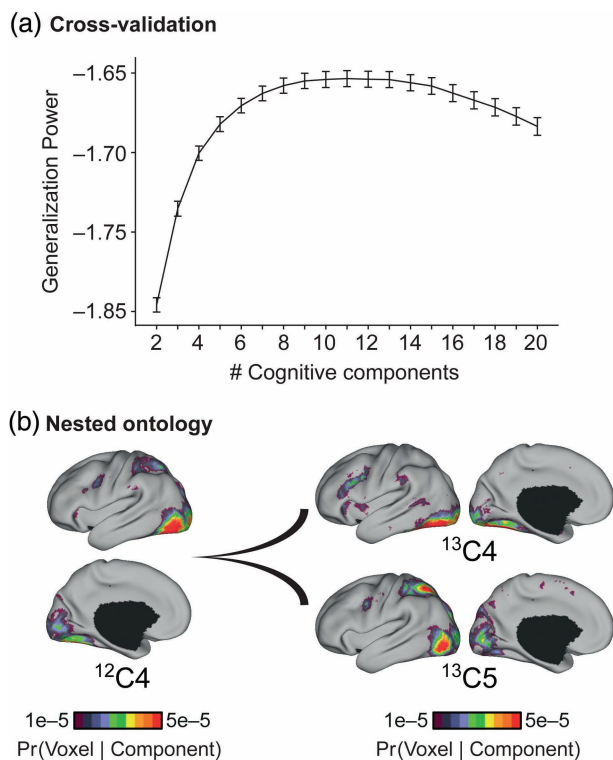 (a) Cross-validation
Generalization Power
−1.65
−1.70
−1.75
−1.85
2 4 6 8 10 12 14 16 18 20
# Cognitive components
(b) Nested ontology
¹²C4
¹³C4
¹³C5
1e–5 5e–5
Pr(Voxel | Component)
1e–5 5e–5
Pr(Voxel | Component)